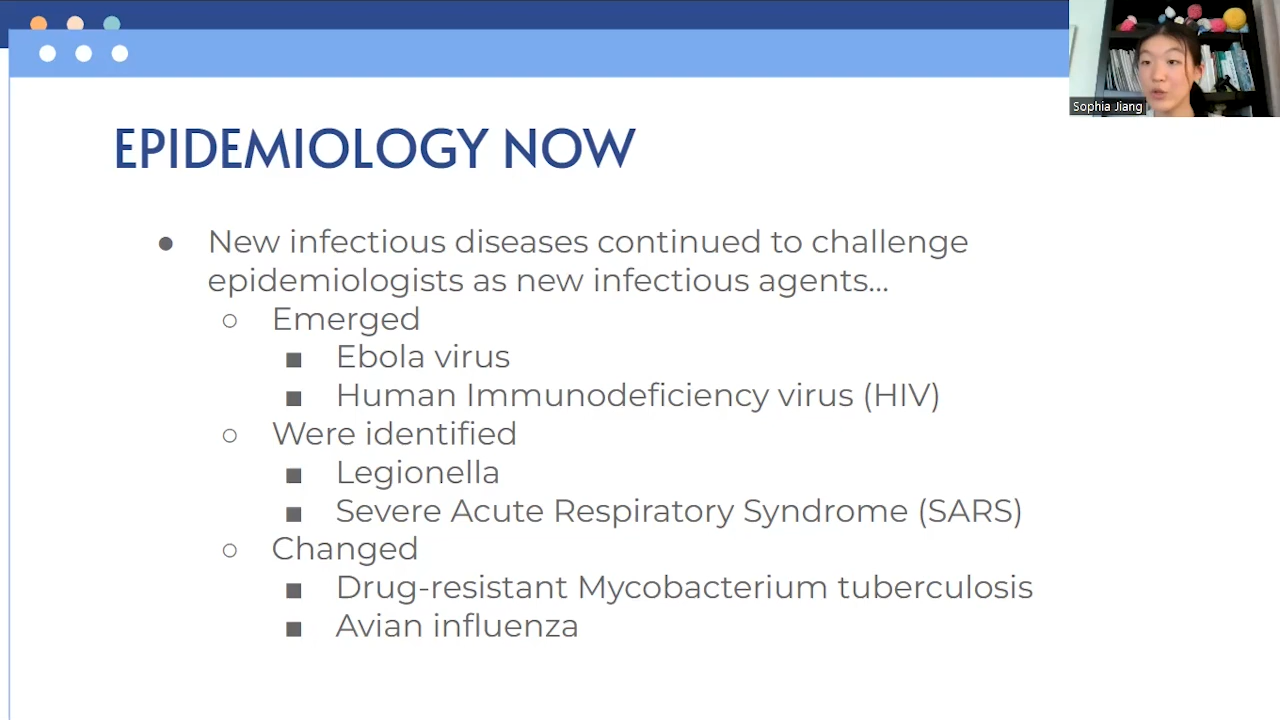 Sophia Jiang
EPIDEMIOLOGY NOW
● New infectious diseases continued to challenge
epidemiologists as new infectious agents...
○ Emerged
■ Ebola virus
■ Human Immunodeficiency virus (HIV)
○ Were identified
■ Legionella
■ Severe Acute Respiratory Syndrome (SARS)
○ Changed
■ Drug-resistant Mycobacterium tuberculosis
■ Avian influenza